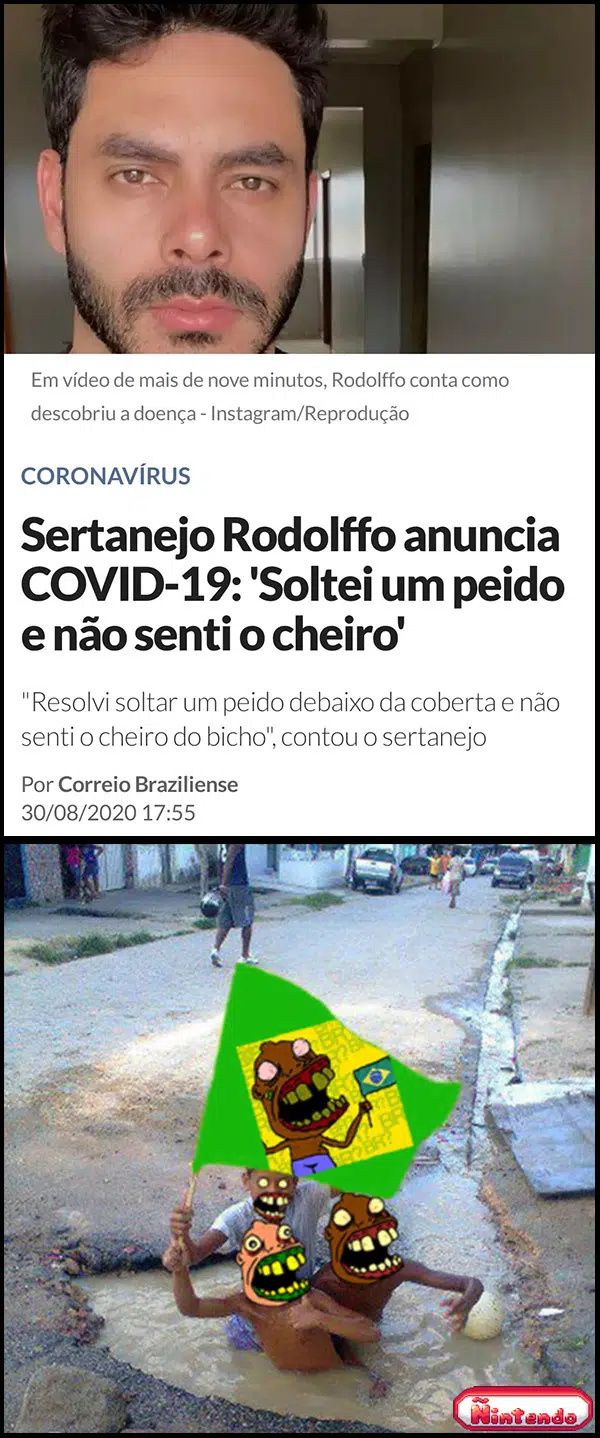 Em vídeo de mais de nove minutos, Rodolffo conta como
descobriu a doença - Instagram/Reprodução
CORONAVÍRUS
Sertanejo Rodolffo anuncia
COVID-19: 'Soltei um peido
e não senti o cheiro'
"Resolvi soltar um peido debaixo da coberta e não
senti o cheiro do bicho", contou o sertanejo
Por Correio Braziliense
30/08/2020 17:55
Ñintendo